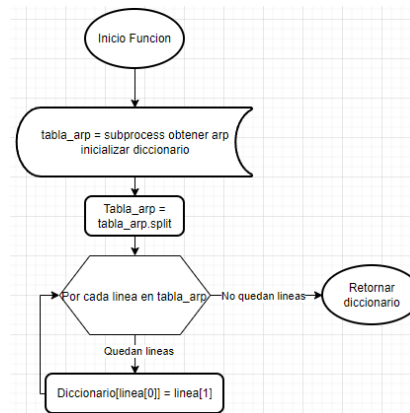 Inicio Funcion
tabla_arp = subprocess obtener arp
inicializar diccionario
Tabla_arp =
tabla_arp.split
Por cada linea en tabla_arp
No quedan lineas
Retornar
diccionario
Quedan lineas
Diccionario[linea[0]] = linea[1]